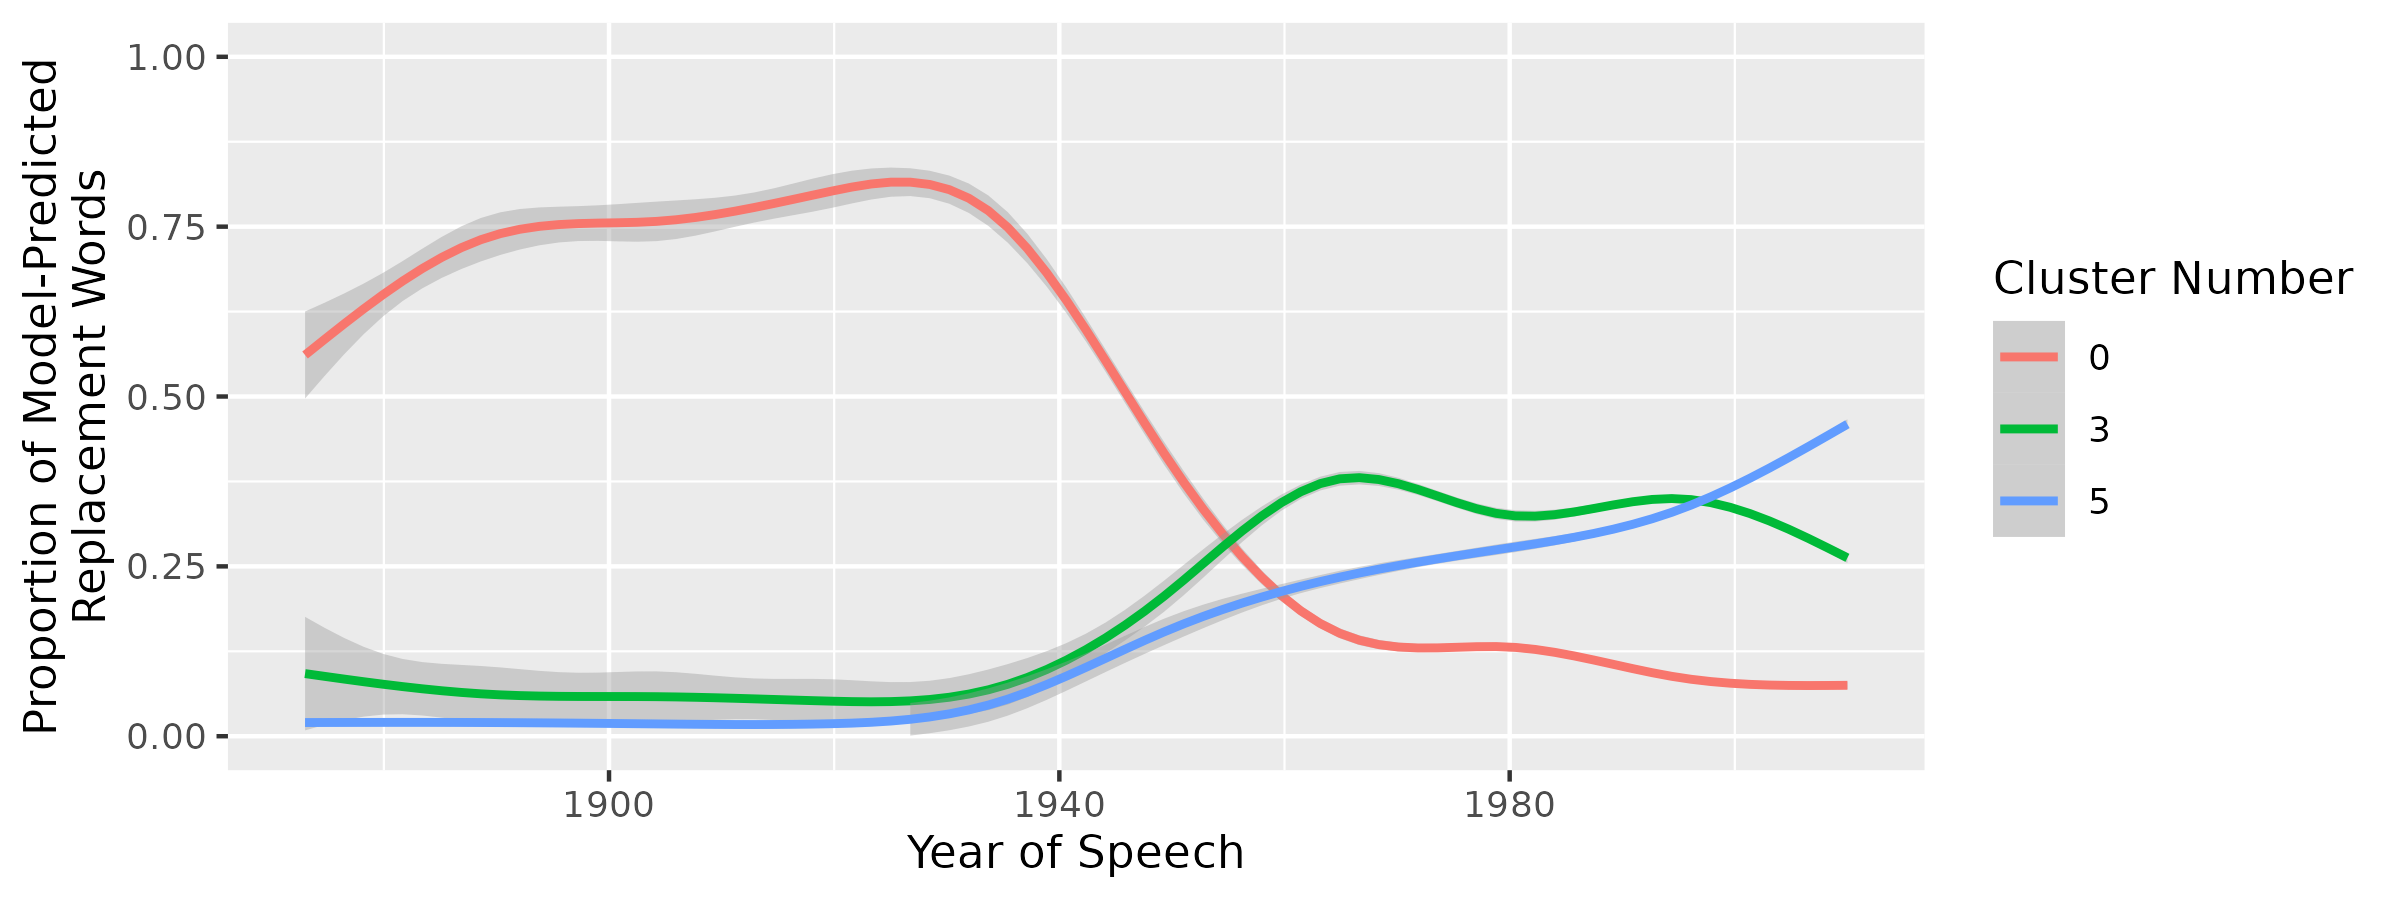 Proportion of Model-Predicted
Replacement Words
1.00
0.75
0.50
0.25
0.00
1900
1940
1980
Year of Speech
Cluster Number
0
3
5